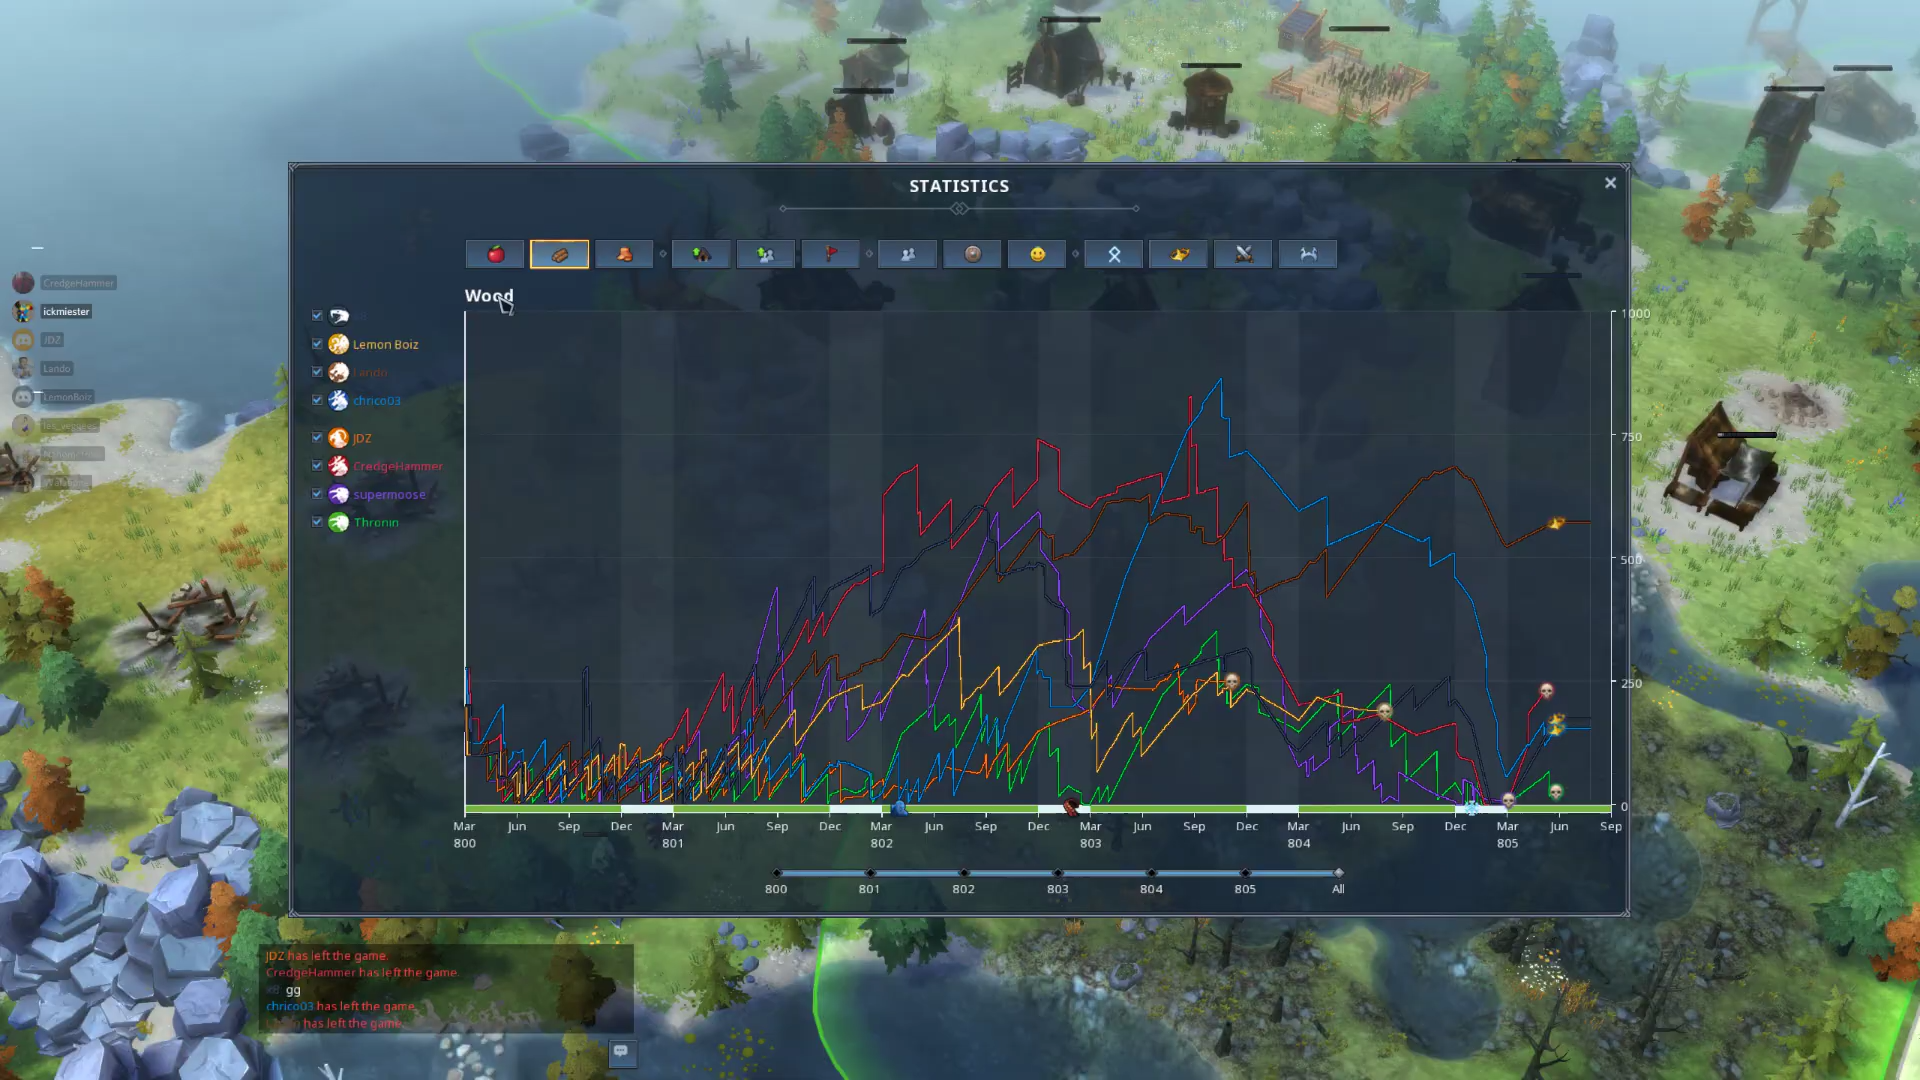 STATISTICS
Wood
CredgeHammer
ickmiester
JDZ
Lando
LemonBoiz
x8
Lemon Boiz
Lando
chrico03
JDZ
CredgeHammer
supermoose
Thronin
1000
750
500
250
0
Mar Jun Sep Dec Mar Jun Sep Dec Mar Jun Sep Dec Mar Jun Sep Dec Mar Jun Sep Dec Mar Jun Sep
800 801 802 803 804 805
800 801 802 803 804 805 All
JDZ has left the game.
CredgeHammer has left the game.
x8 gg
chrico03 has left the game.
has left the game.